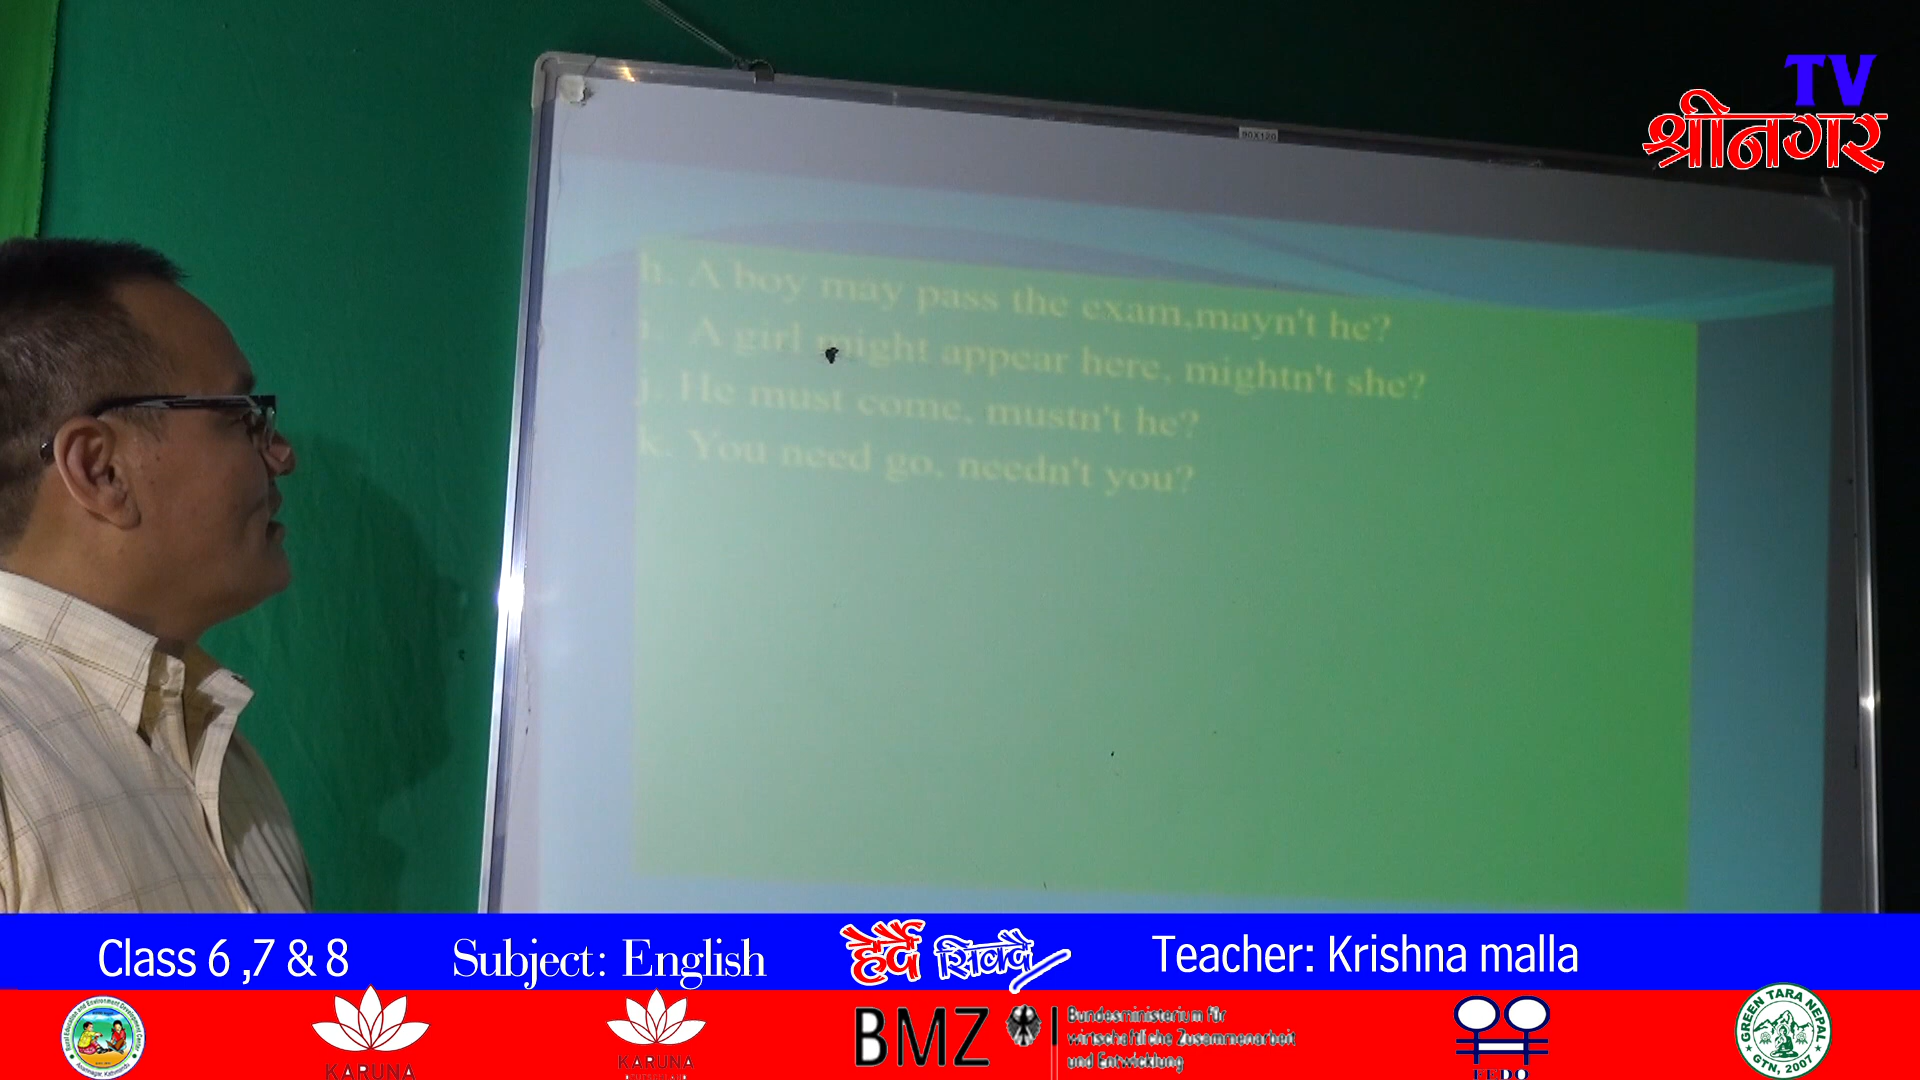 TV
श्रीनगर
90X120
h. A boy may pass the exam,mayn't he?
i. A girl might appear here, mightn't she?
j. He must come, mustn't he?
k. You need go, needn't you?
Class 6 ,7 & 8 Subject: English हेर्दै सिक्दै Teacher: Krishna malla
KARUNA
KARUNA
BMZ
Bundesministerium für
wirtschaftliche Zusammenarbeit
und Entwicklung
FEDO
GREEN TARA NEPAL
GTN, 2007